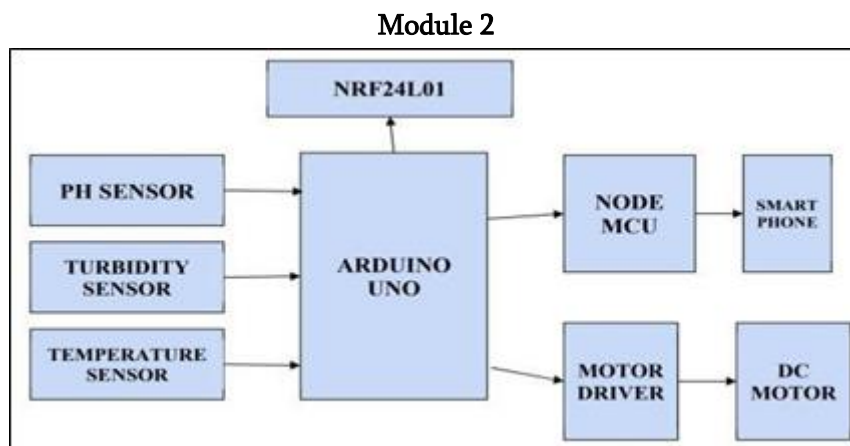 Module 2
NRF24L01
PH SENSOR
TURBIDITY
SENSOR
TEMPERATURE
SENSOR
ARDUINO
UNO
NODE
MCU
SMART
PHONE
MOTOR
DRIVER
DC
MOTOR